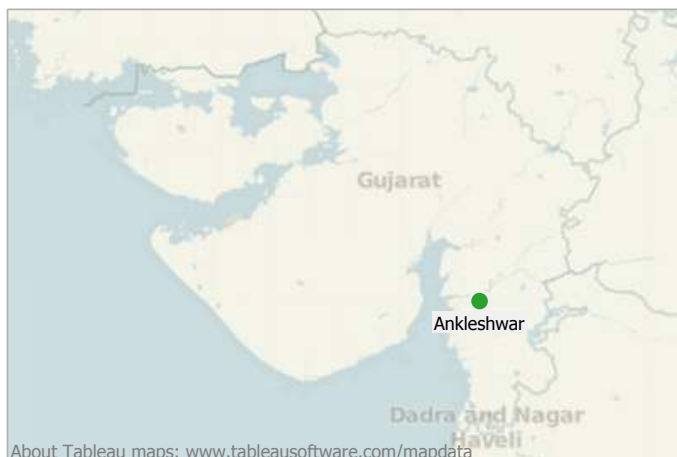 Gujarat
Ankleshwar
Dadra and Nagar
Haveli
About Tableau maps: www.tableausoftware.com/mapdata